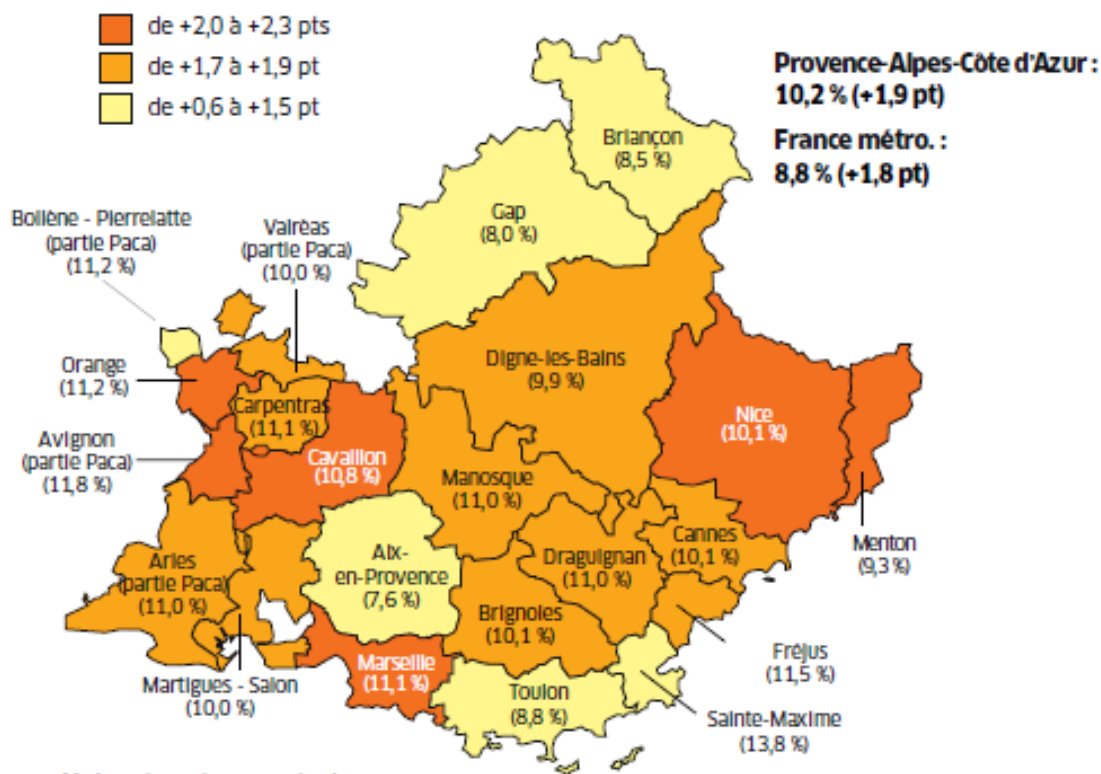 de +2,0 à +2,3 pts
de +1,7 à +1,9 pt
de +0,6 à +1,5 pt
Provence-Alpes-Côte d'Azur :
10,2 % (+1,9 pt)
France métro. :
8,8 % (+1,8 pt)
Briançon
(8,5 %)
Gap
(8,0 %)
Bollène - Pierrelatte
(partie Paca)
(11,2 %)
Valréas
(partie Paca)
(10,0 %)
Orange
(11,2 %)
Carpentras
(11,1 %)
Digne-les-Bains
(9,9 %)
Nice
(10,1 %)
Avignon
(partie Paca)
(11,8 %)
Cavaillon
(10,8 %)
Manosque
(11,0 %)
Menton
(9,3 %)
Cannes
(10,1 %)
Draguignan
(11,0 %)
Arles
(partie Paca)
(11,0 %)
Aix-
en-Provence
(7,6 %)
Brignoles
(10,1 %)
Fréjus
(11,5 %)
Martigues - Salon
(10,0 %)
Marseille
(11,1 %)
Toulon
(8,8 %)
Sainte-Maxime
(13,8 %)